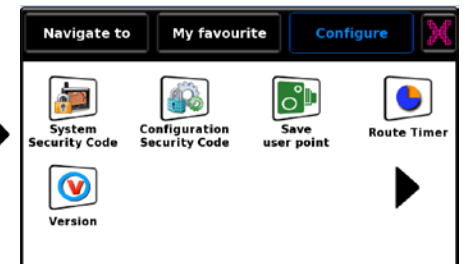 Navigate to
My favourite
Configure
X
System
Security Code
Configuration
Security Code
Save
user point
Route Timer
V
Version